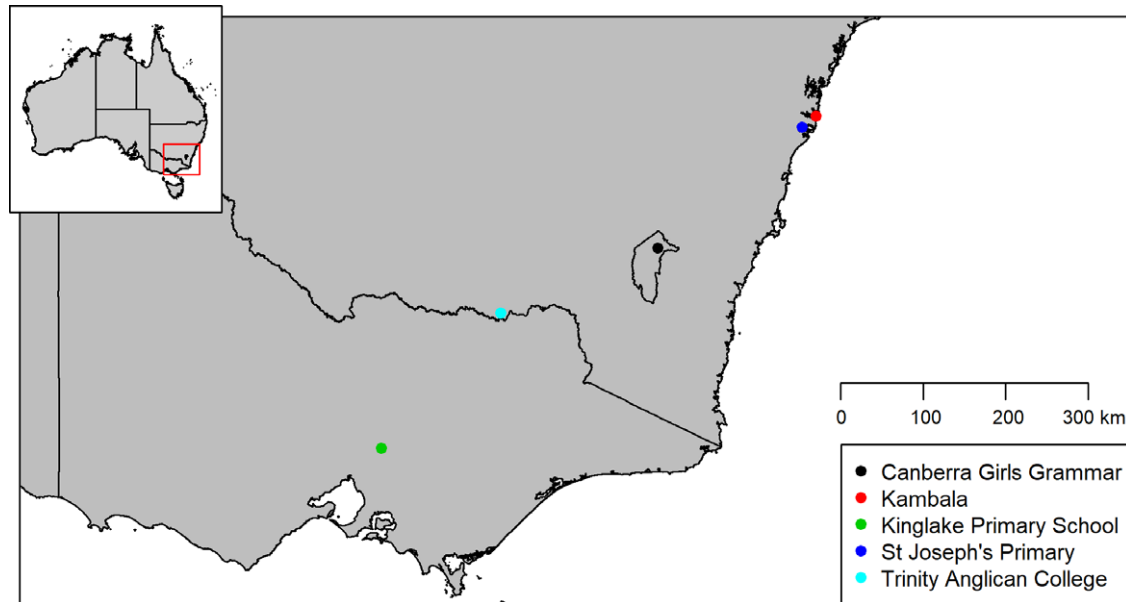 0 100 200 300 km
Canberra Girls Grammar
Kambala
Kinglake Primary School
St Joseph's Primary
Trinity Anglican College